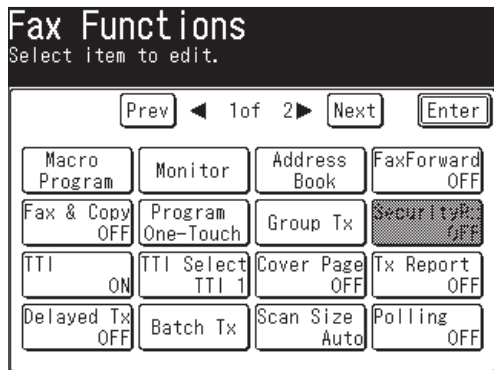 Fax Functions
Select item to edit.
Prev ◀ 1of 2▶ Next Enter
Macro Program
Monitor
Address Book
FaxForward OFF
Fax & Copy OFF
Program One-Touch
Group Tx
SecurityR: OFF
TTI ON
TTI Select TTI 1
Cover Page OFF
Tx Report OFF
Delayed Tx OFF
Batch Tx
Scan Size Auto
Polling OFF